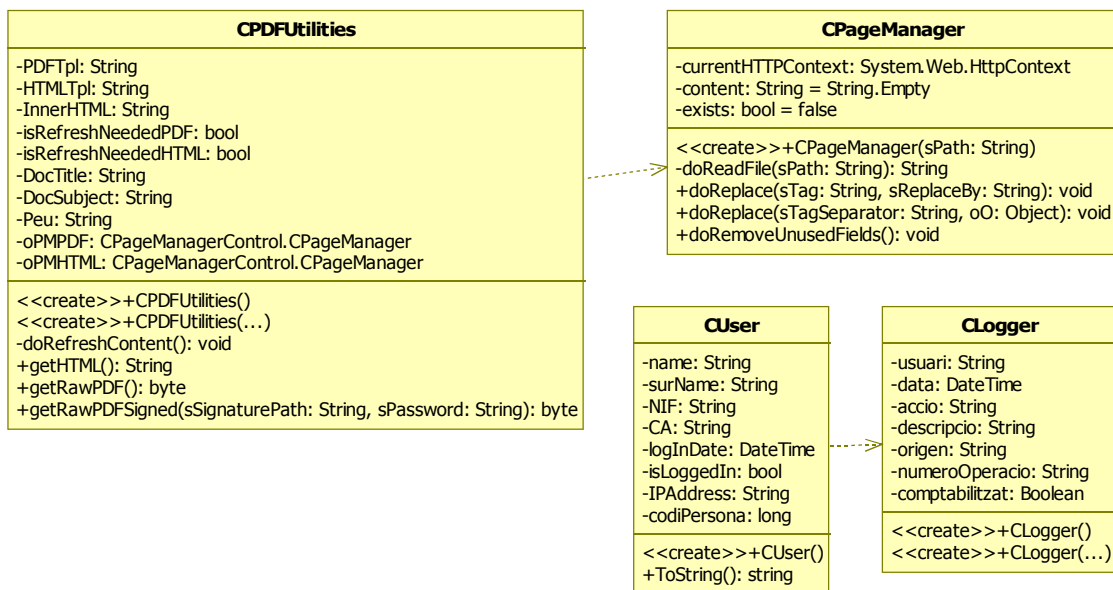 CPDFUtilities
-PDFTpl: String
-HTMLTpl: String
-InnerHTML: String
-isRefreshNeededPDF: bool
-isRefreshNeededHTML: bool
-DocTitle: String
-DocSubject: String
-Peu: String
-oPMPDF: CPageManagerControl.CPageManager
-oPMHTML: CPageManagerControl.CPageManager
<<create>>+CPDFUtilities()
<<create>>+CPDFUtilities(...)
-doRefreshContent(): void
+getHTML(): String
+getRawPDF(): byte
+getRawPDFSigned(sSignaturePath: String, sPassword: String): byte
CPageManager
-currentHTTPContext: System.Web.HttpContext
-content: String = String.Empty
-exists: bool = false
<<create>>+CPageManager(sPath: String)
-doReadFile(sPath: String): String
+doReplace(sTag: String, sReplaceBy: String): void
+doReplace(sTagSeparator: String, oO: Object): void
+doRemoveUnusedFields(): void
CUser
-name: String
-surName: String
-NIF: String
-CA: String
-logInDate: DateTime
-isLoggedIn: bool
-IPAddress: String
-codiPersona: long
<<create>>+CUser()
+ToString(): string
CLogger
-usuari: String
-data: DateTime
-accio: String
-descripcio: String
-origen: String
-numeroOperacio: String
-comptabilitzat: Boolean
<<create>>+CLogger()
<<create>>+CLogger(...)